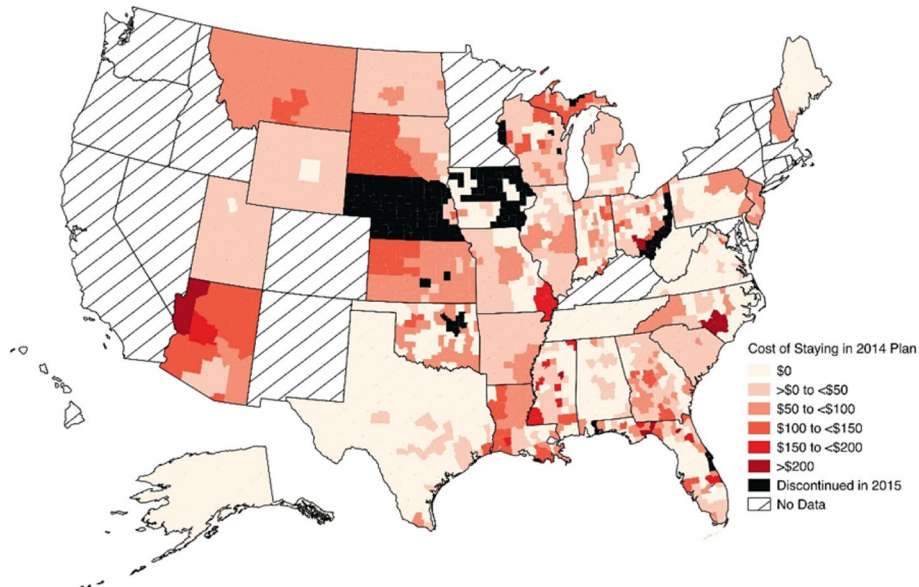 Cost of Staying in 2014 Plan
$0
>$0 to <$50
$50 to <$100
$100 to <$150
$150 to <$200
>$200
Discontinued in 2015
No Data